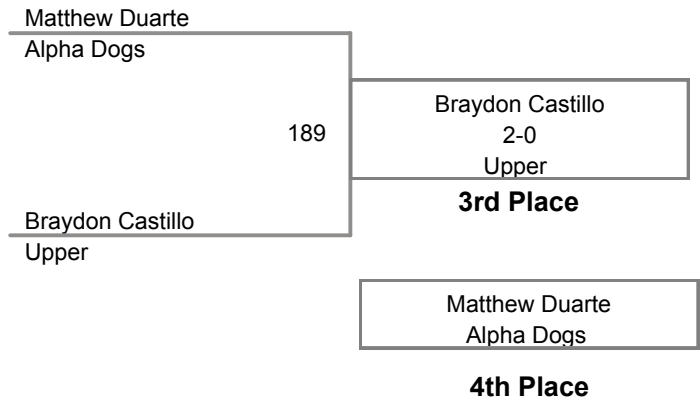 Matthew Duarte
Alpha Dogs
189
Braydon Castillo
2-0
Upper
3rd Place
Braydon Castillo
Upper
Matthew Duarte
Alpha Dogs
4th Place